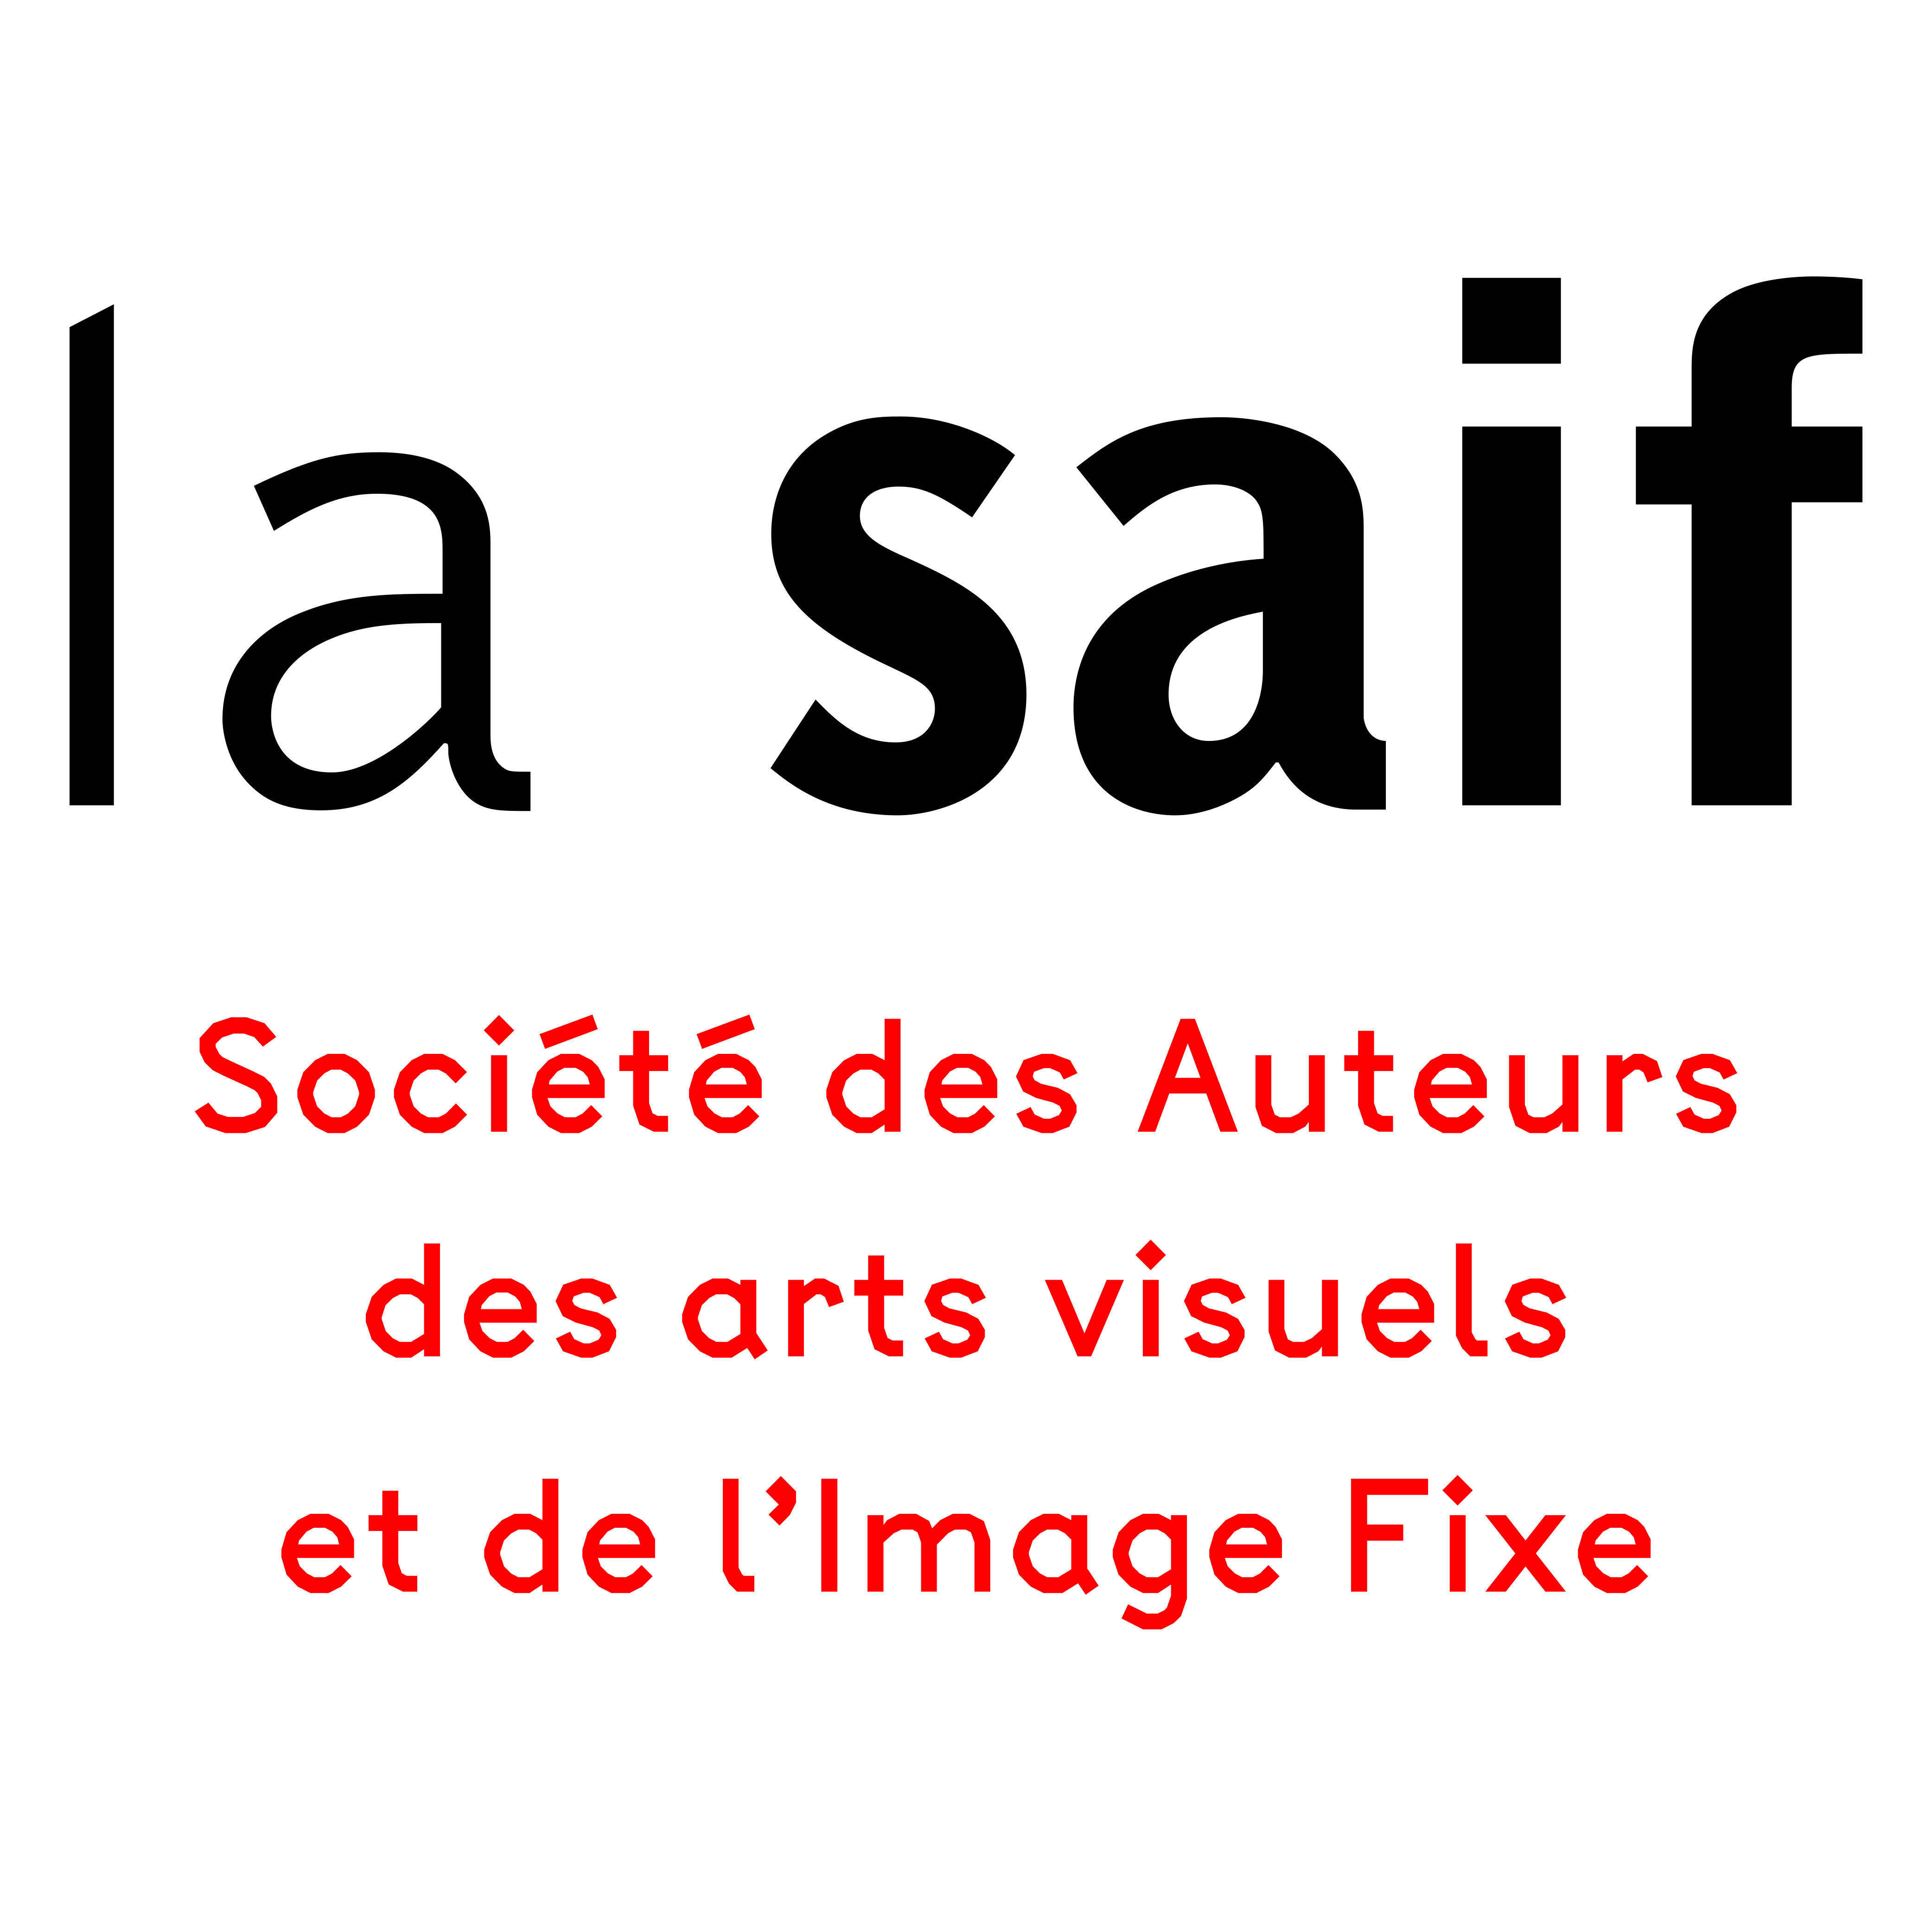 la saif
Société des Auteurs
des arts visuels
et de l'Image Fixe